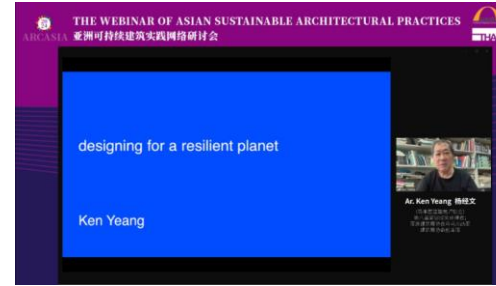 THE WEBINAR OF ASIAN SUSTAINABLE ARCHITECTURAL PRACTICES
ARCASIA 亚洲可持续建筑实践网络研讨会
THA
designing for a resilient planet
Ken Yeang
Ar. Ken Yeang 杨经文